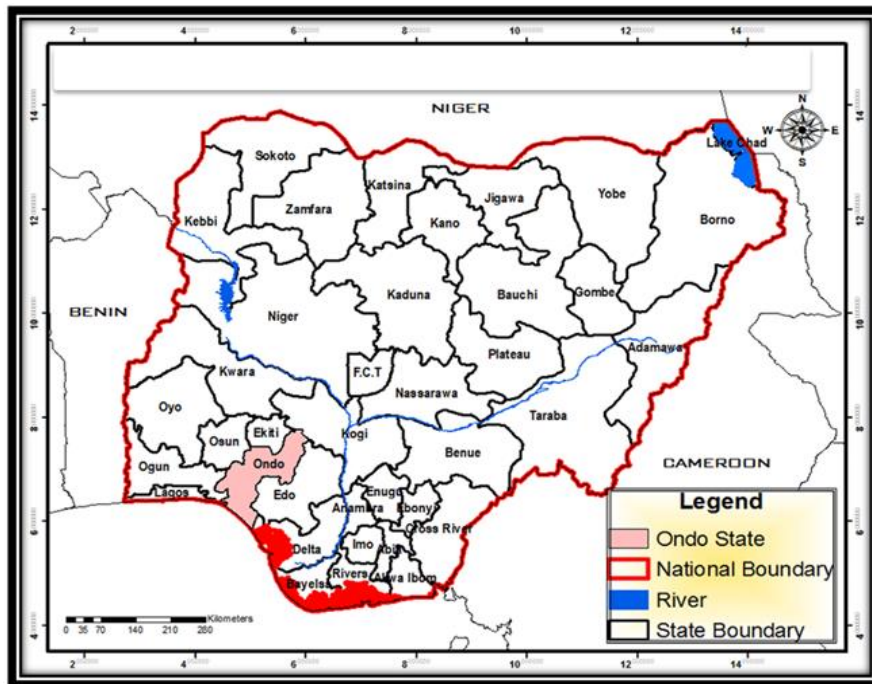 2 4 6 8 10 12 14
NIGER
N
W E
S
Lake Chad
Sokoto
Katsina
Jigawa
Yobe
Zamfara
Kano
Borno
Kebbi
14
12
10
8
6
4
BENIN
Kaduna
Bauchi
Gombe
Niger
Plateau
Adamawa
Kwara
F.C.T
Nassarawa
Oyo
Taraba
Osun
Ekiti
Kogi
Benue
Ogun
Ondo
CAMEROON
Lagos
Edo
Enugu
Anambra
Ebony
Cross River
Delta
Imo
Abia
Rivers
Akwa Ibom
Bayelsa
Legend
Ondo State
National Boundary
River
State Boundary
Kilometers
0 35 70 140 210 280
14
12
10
8
6
4
2 4 6 8 10 12 14